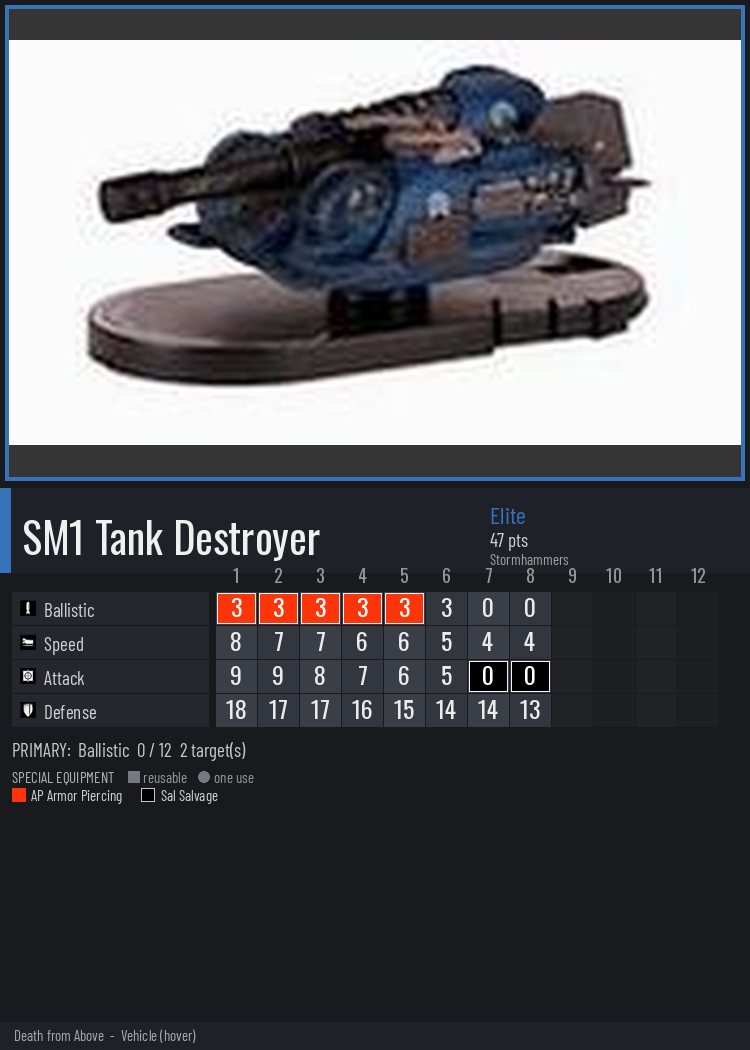 SM1 Tank Destroyer
Elite
47 pts
Stormhammers
1 2 3 4 5 6 7 8 9 10 11 12
Ballistic 3 3 3 3 3 3 0 0
Speed 8 7 7 6 6 5 4 4
Attack 9 9 8 7 6 5 0 0
Defense 18 17 17 16 15 14 14 13
PRIMARY: Ballistic 0 / 12 2 target(s)
SPECIAL EQUIPMENT reusable one use
AP Armor Piercing Sal Salvage
Death from Above - Vehicle (hover)